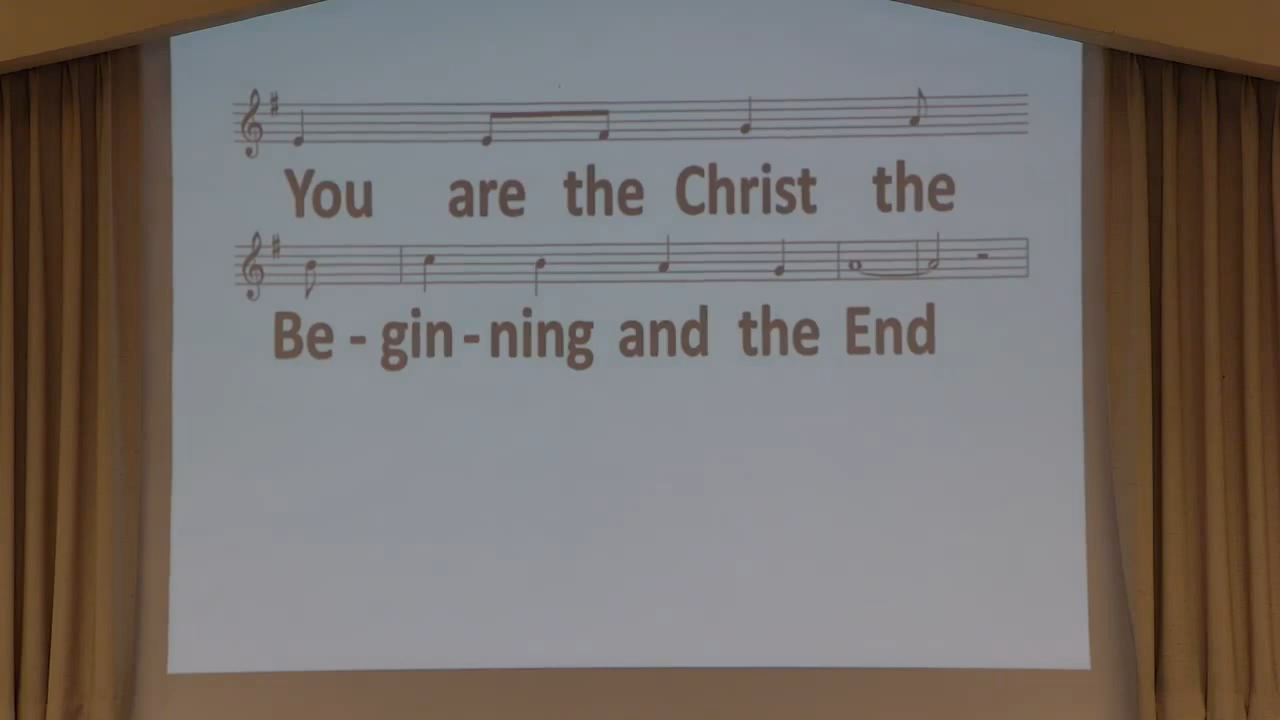 You are the Christ the
Be - gin - ning and the End